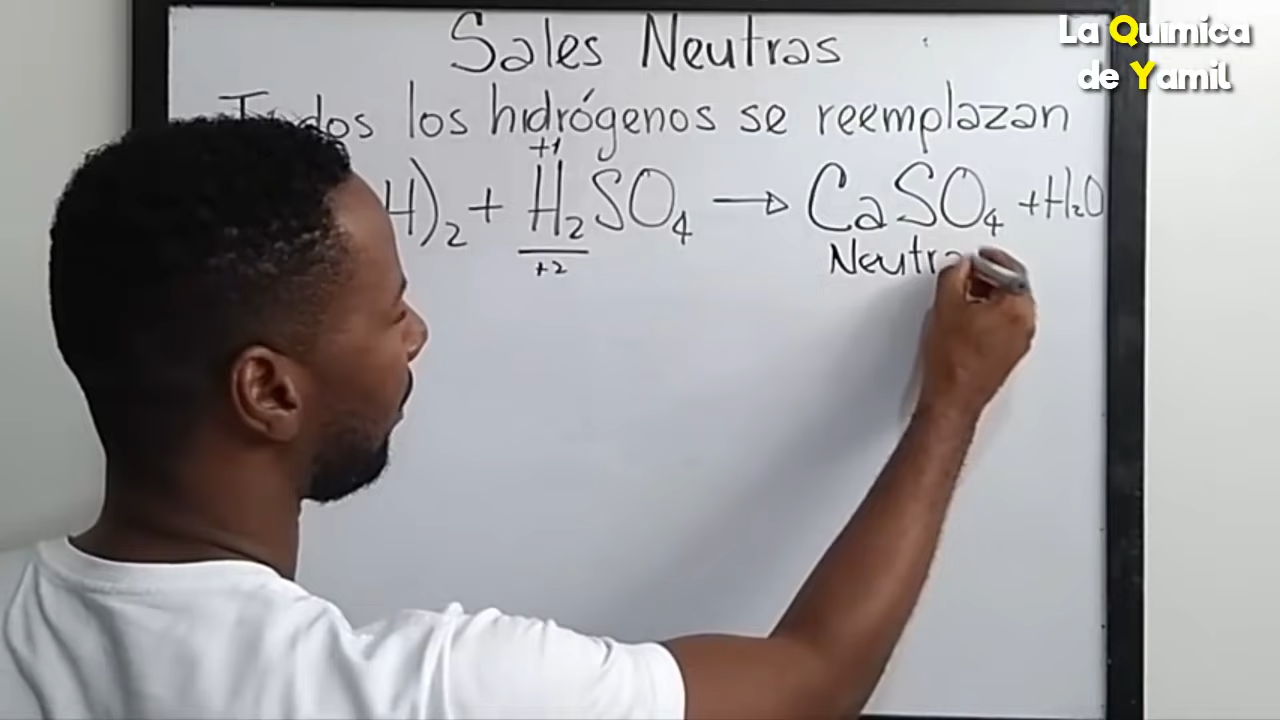 La Química
de Yamil
Sales Neutras
Todos los hidrógenos se reemplazan
+1
H)₂ + H₂SO₄ → CaSO₄ + H₂O
+2
Neutra